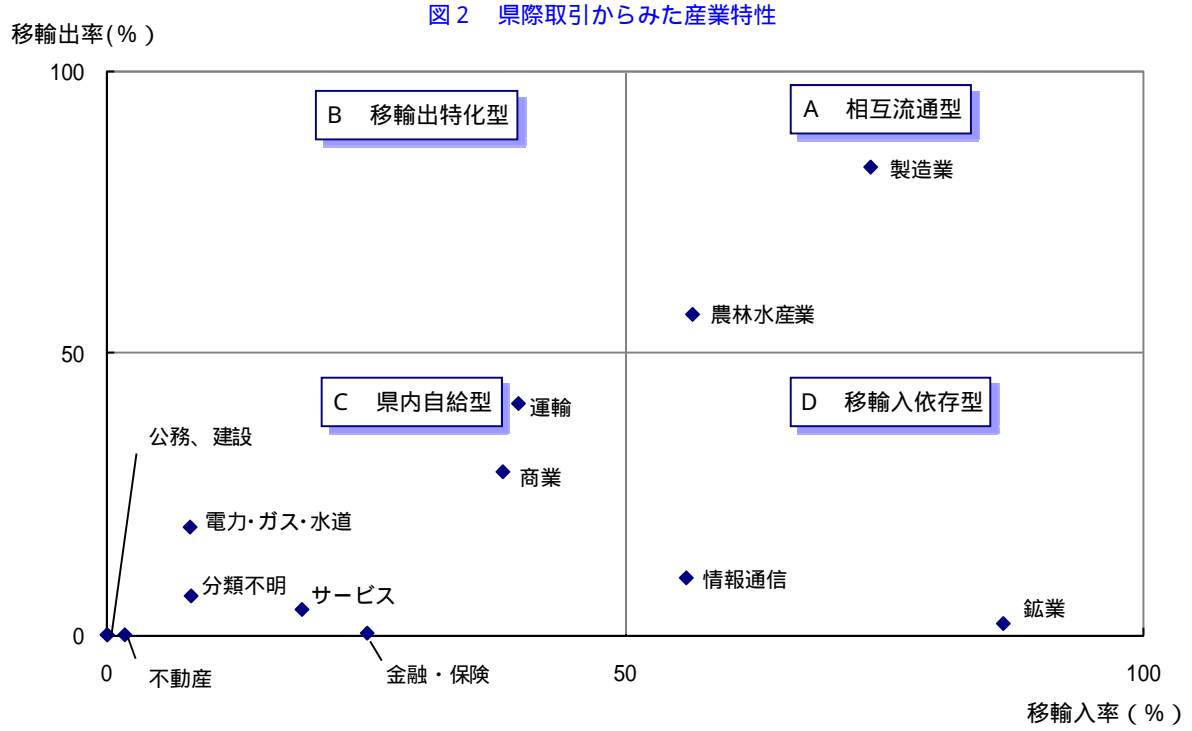 図2 県際取引からみた産業特性
移輸出率(%)
100
B 移輸出特化型
A 相互流通型
製造業
農林水産業
50
C 県内自給型
運輸
D 移輸入依存型
公務、建設
商業
電力・ガス・水道
分類不明
サービス
情報通信
鉱業
0
不動産
金融・保険
0
50
100
移輸入率(%)